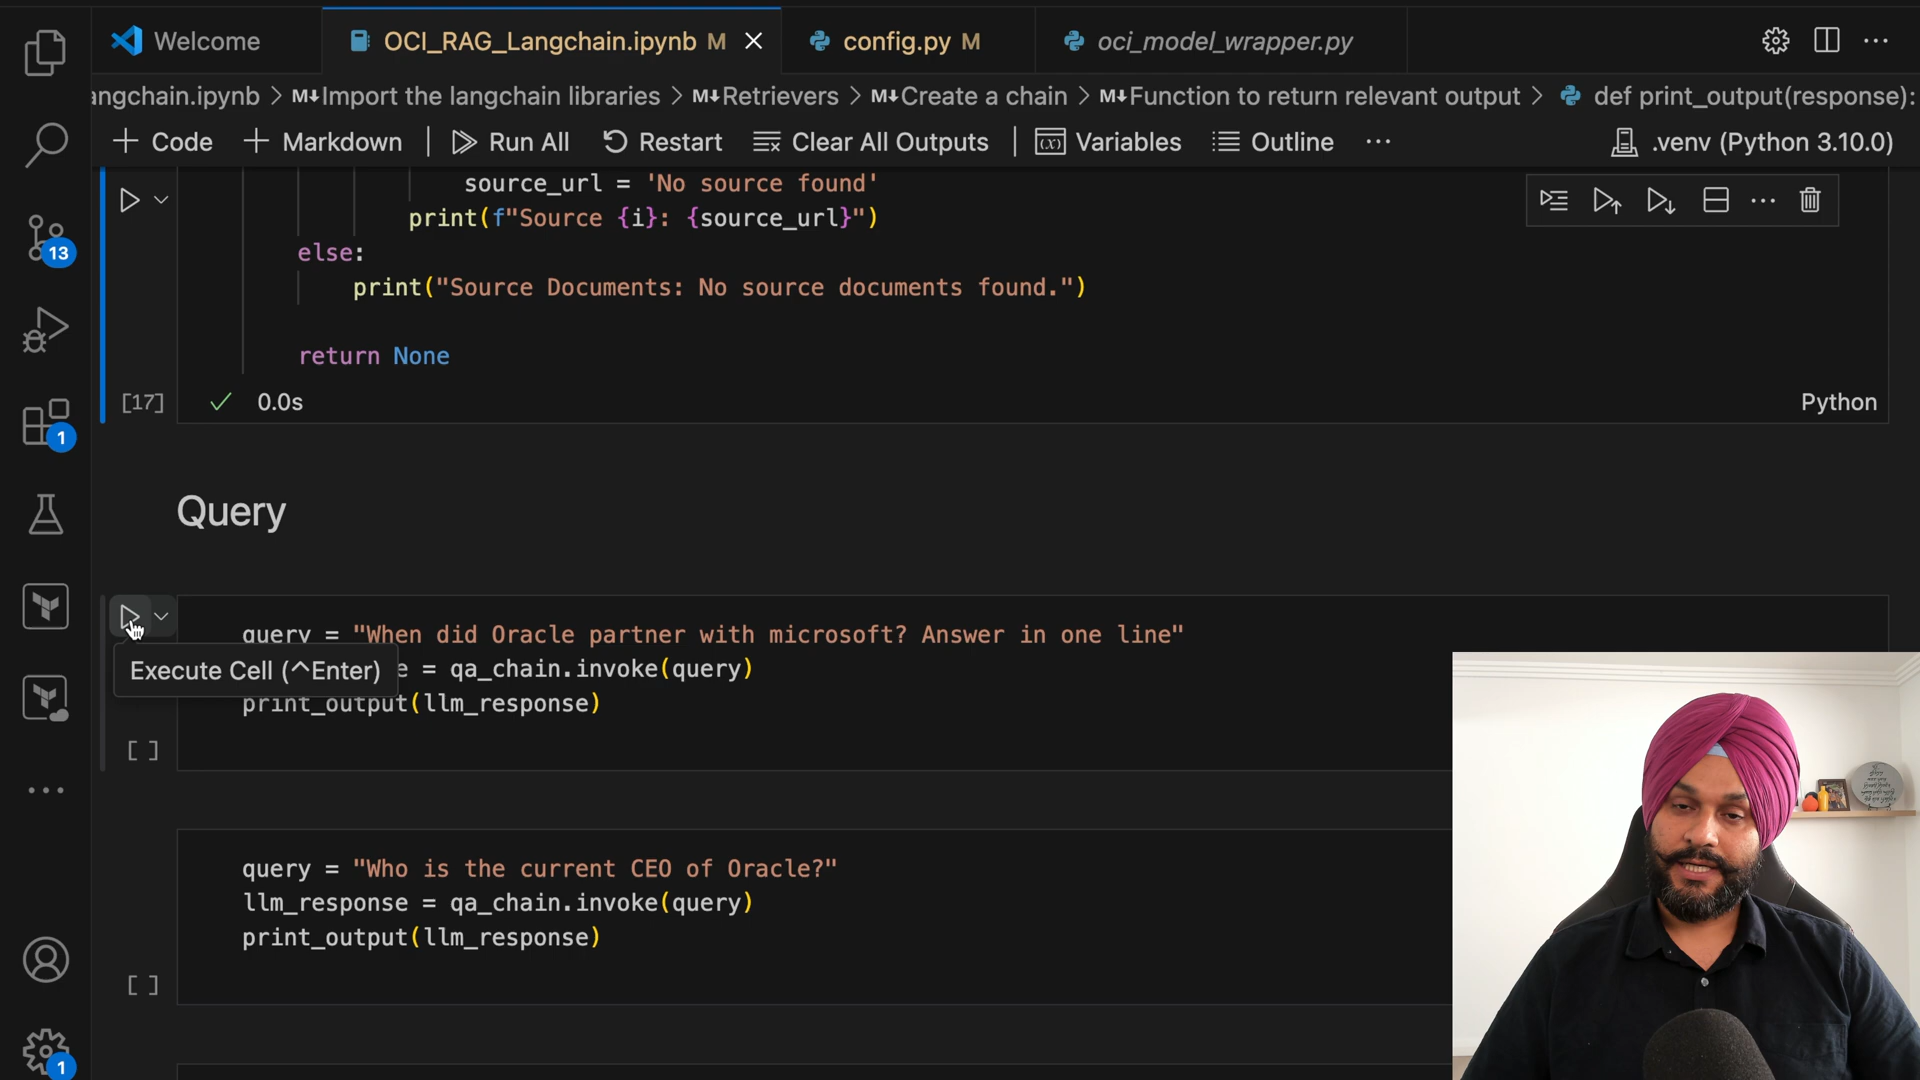 Welcome
OCI_RAG_Langchain.ipynb M
config.py M
oci_model_wrapper.py
angchain.ipynb > M↓Import the langchain libraries > M↓Retrievers > M↓Create a chain > M↓Function to return relevant output > def print_output(response):
+ Code + Markdown | Run All Restart Clear All Outputs | Variables Outline ··· .venv (Python 3.10.0)
source_url = 'No source found'
print(f"Source {i}: {source_url}")
else:
print("Source Documents: No source documents found.")
return None
[17] ✓ 0.0s Python
13
1
Query
query = "When did Oracle partner with microsoft? Answer in one line"
Execute Cell (^Enter) e = qa_chain.invoke(query)
print_output(llm_response)
[ ]
query = "Who is the current CEO of Oracle?"
llm_response = qa_chain.invoke(query)
print_output(llm_response)
[ ]
1